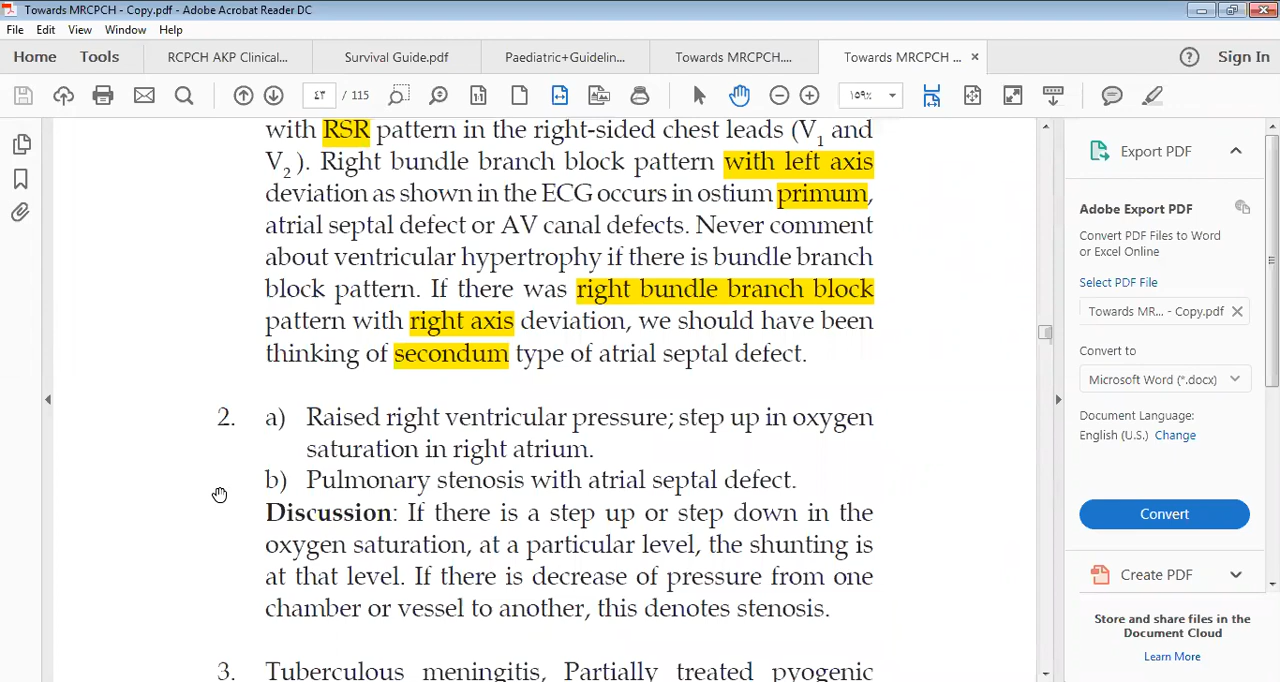 Towards MRCPCH - Copy.pdf - Adobe Acrobat Reader DC
File Edit View Window Help
Home Tools RCPCH AKP Clinical... Survival Guide.pdf Paediatric+Guidelin... Towards MRCPCH.... Towards MRCPCH ... × ? Sign In
٤٣ / 115 ١٥٩%
with RSR pattern in the right-sided chest leads (V1 and
V2). Right bundle branch block pattern with left axis
deviation as shown in the ECG occurs in ostium primum,
atrial septal defect or AV canal defects. Never comment
about ventricular hypertrophy if there is bundle branch
block pattern. If there was right bundle branch block
pattern with right axis deviation, we should have been
thinking of secondum type of atrial septal defect.
2. a) Raised right ventricular pressure; step up in oxygen
saturation in right atrium.
b) Pulmonary stenosis with atrial septal defect.
Discussion: If there is a step up or step down in the
oxygen saturation, at a particular level, the shunting is
at that level. If there is decrease of pressure from one
chamber or vessel to another, this denotes stenosis.
3. Tuberculous meningitis, Partially treated pyogenic
Export PDF
Adobe Export PDF
Convert PDF Files to Word
or Excel Online
Select PDF File
Towards MR... - Copy.pdf ×
Convert to
Microsoft Word (*.docx)
Document Language:
English (U.S.) Change
Convert
Create PDF
Store and share files in the
Document Cloud
Learn More